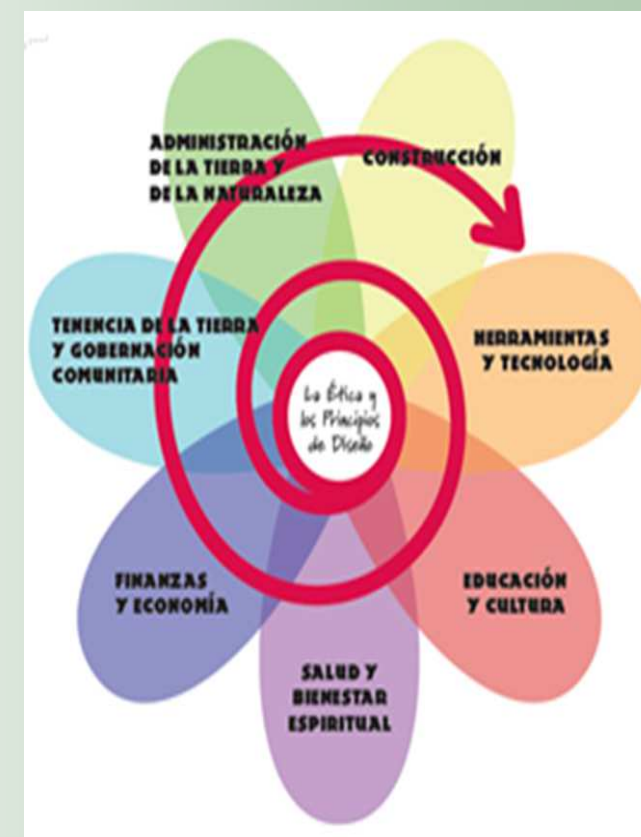 ADMINISTRACIÓN
DE LA TIERRA Y
DE LA NATURALEZA
CONSTRUCCIÓN
HERRAMIENTAS
Y TECNOLOGÍA
EDUCACIÓN
Y CULTURA
SALUD Y
BIENESTAR
ESPIRITUAL
FINANZAS
Y ECONOMÍA
TENENCIA DE LA TIERRA
Y GOBERNACIÓN
COMUNITARIA
La Ética y
los Principios
de Diseño